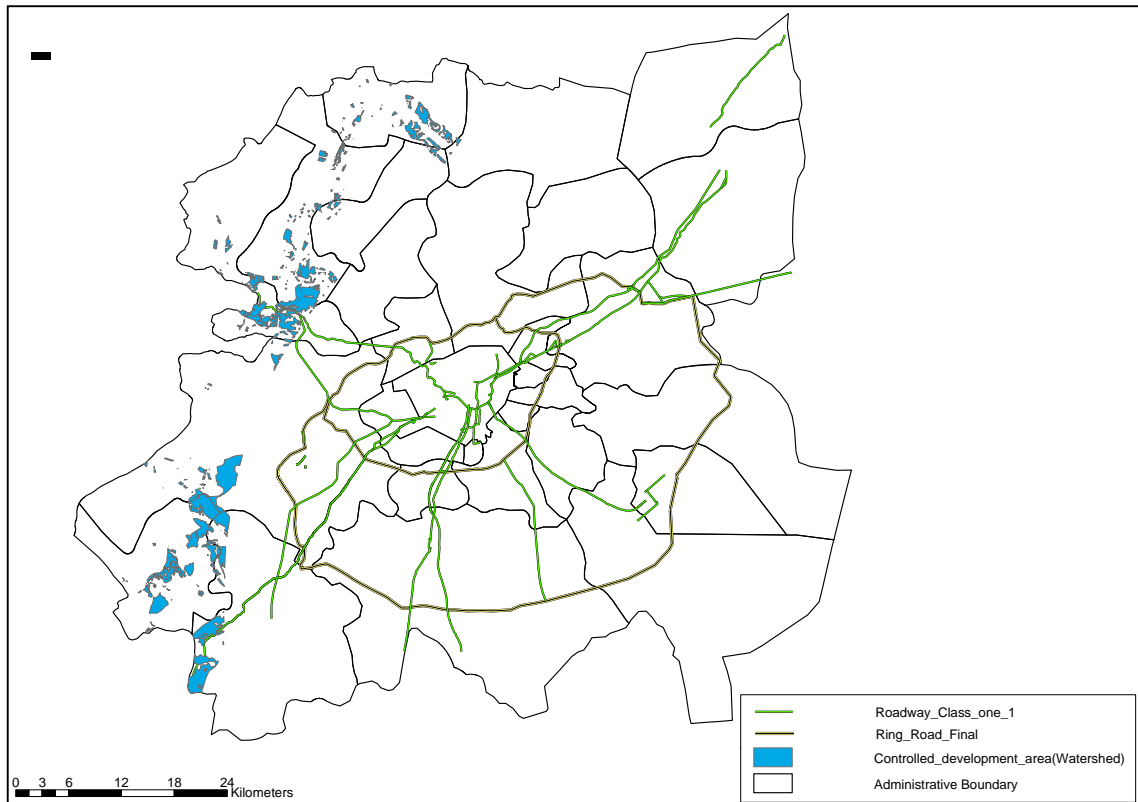 Roadway_Class_one_1
Ring_Road_Final
Controlled_development_area(Watershed)
Administrative Boundary
0 3 6 12 18 24
Kilometers